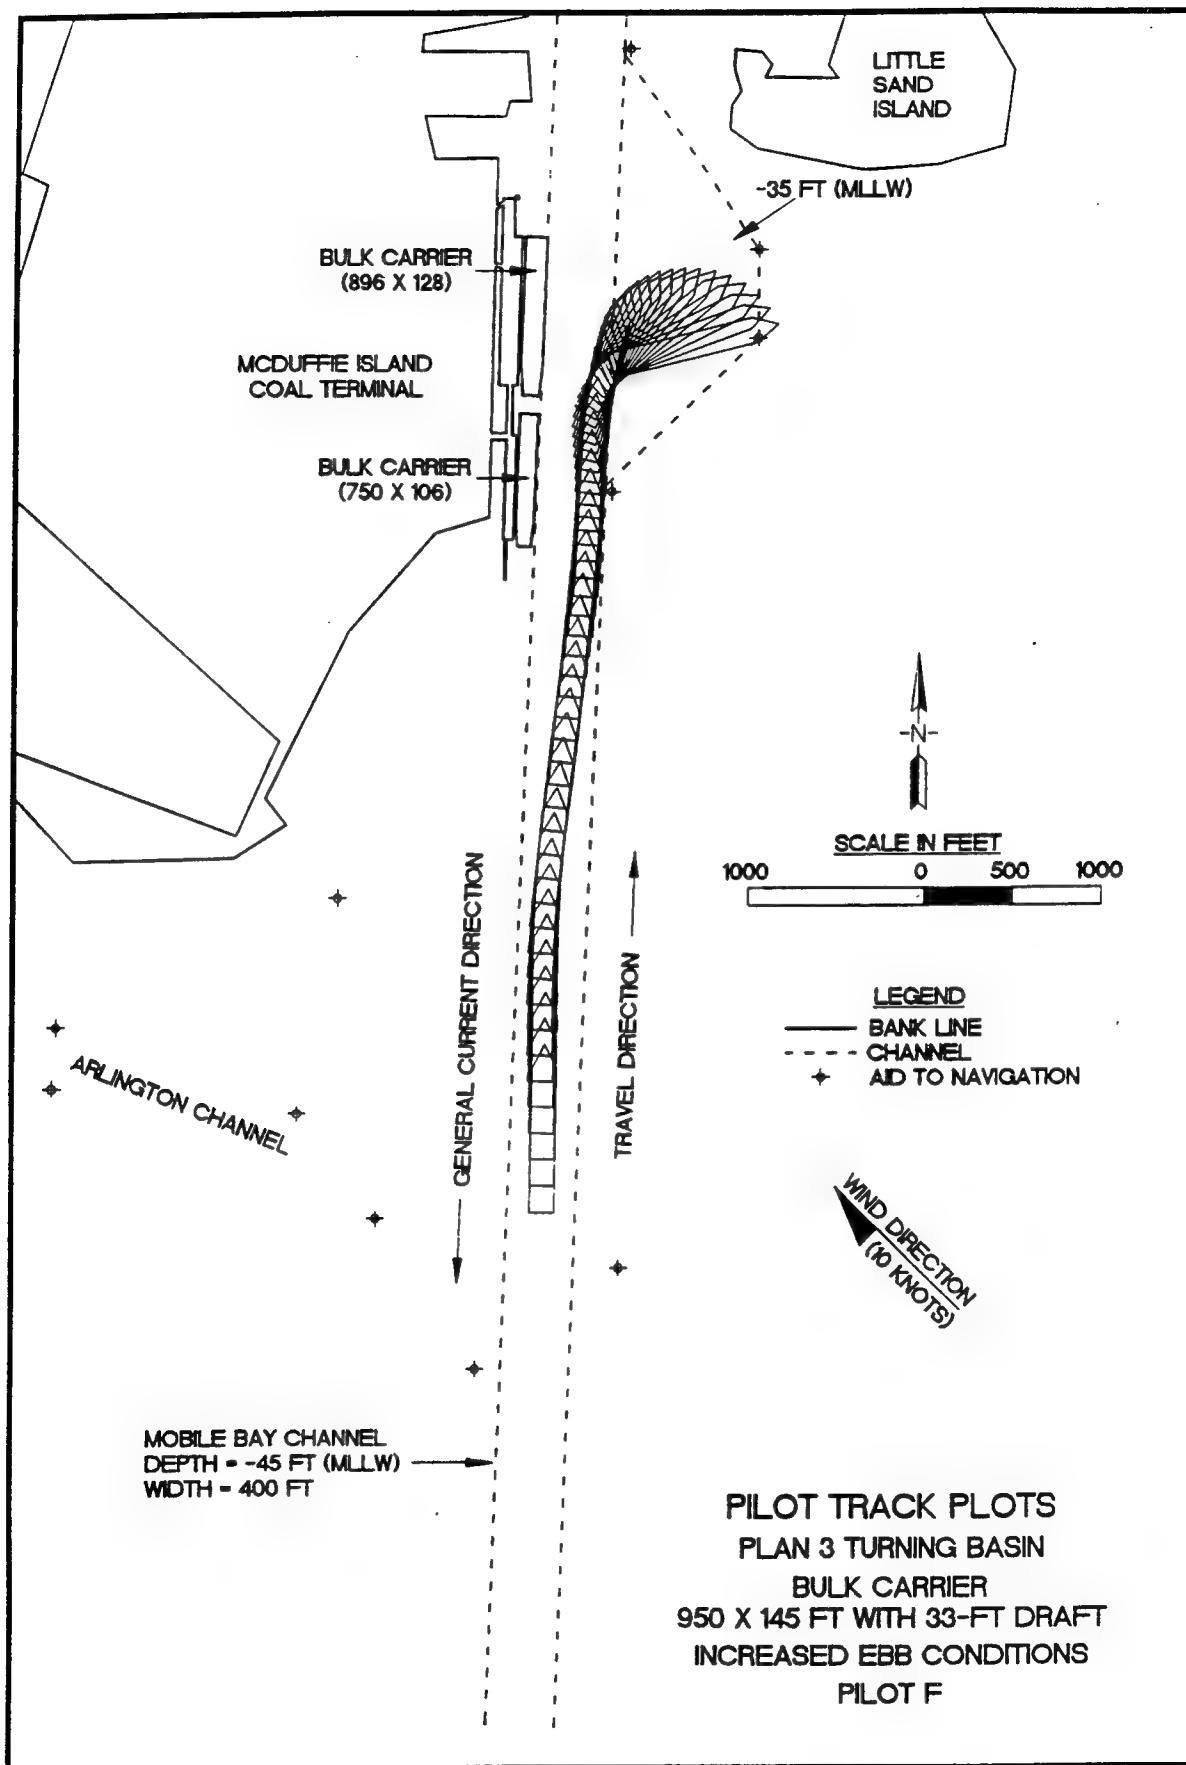 LITTLE
SAND
ISLAND
-35 FT (MLLW)
BULK CARRIER
(896 X 128)
MCDUFFIE ISLAND
COAL TERMINAL
BULK CARRIER
(750 X 106)
-N-
SCALE IN FEET
1000 0 500 1000
GENERAL CURRENT DIRECTION
TRAVEL DIRECTION
LEGEND
BANK LINE
CHANNEL
AID TO NAVIGATION
ARLINGTON CHANNEL
WIND DIRECTION
(10 KNOTS)
MOBILE BAY CHANNEL
DEPTH = -45 FT (MLLW)
WIDTH = 400 FT
PILOT TRACK PLOTS
PLAN 3 TURNING BASIN
BULK CARRIER
950 X 145 FT WITH 33-FT DRAFT
INCREASED EBB CONDITIONS
PILOT F